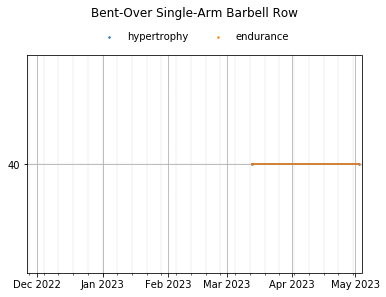 Bent-Over Single-Arm Barbell Row
hypertrophy endurance
40
Dec 2022 Jan 2023 Feb 2023 Mar 2023 Apr 2023 May 2023